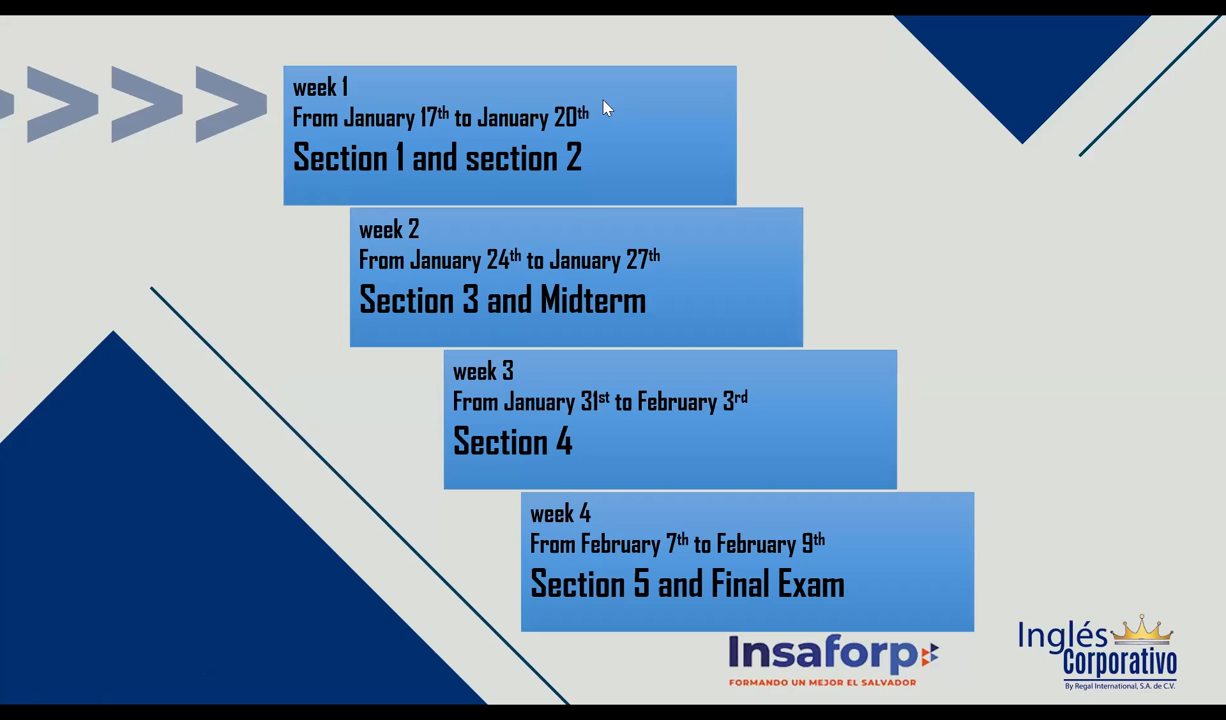 week 1
From January 17th to January 20th
Section 1 and section 2
week 2
From January 24th to January 27th
Section 3 and Midterm
week 3
From January 31st to February 3rd
Section 4
week 4
From February 7th to February 9th
Section 5 and Final Exam
Insaforp
FORMANDO UN MEJOR EL SALVADOR
Inglés
Corporativo
By Regal International, S.A. de C.V.